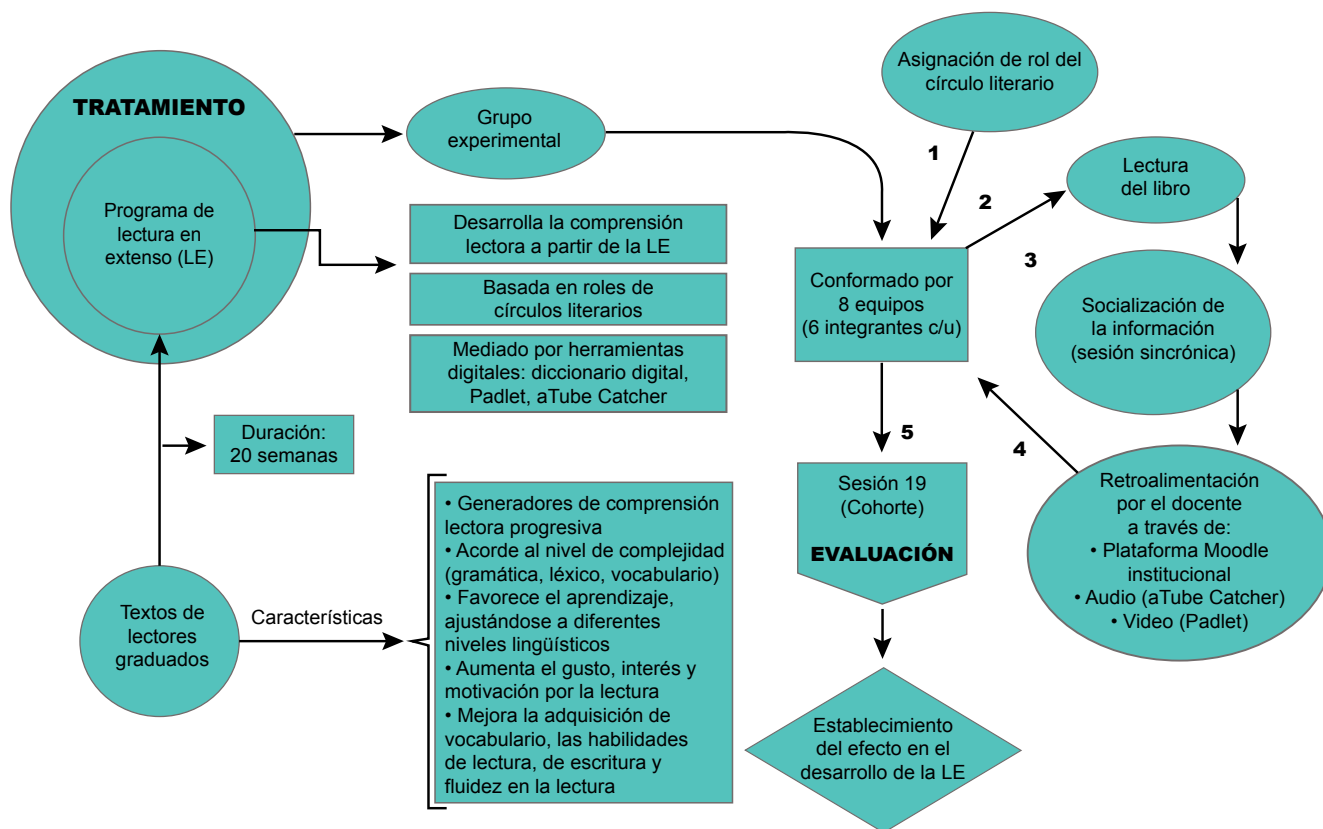 TRATAMIENTO
Programa de
lectura en
extenso (LE)
Grupo
experimental
Desarrolla la comprensión
lectora a partir de la LE
Basada en roles de
círculos literarios
Mediado por herramientas
digitales: diccionario digital,
Padlet, aTube Catcher
Duración:
20 semanas
Textos de
lectores
graduados
Características
• Generadores de comprensión
lectora progresiva
• Acorde al nivel de complejidad
(gramática, léxico, vocabulario)
• Favorece el aprendizaje,
ajustándose a diferentes
niveles lingüísticos
• Aumenta el gusto, interés y
motivación por la lectura
• Mejora la adquisición de
vocabulario, las habilidades
de lectura, de escritura y
fluidez en la lectura
Asignación de rol del
círculo literario
1
Conformado por
8 equipos
(6 integrantes c/u)
2
Lectura
del libro
3
Socialización de
la información
(sesión sincrónica)
4
Retroalimentación
por el docente
a través de:
• Plataforma Moodle
institucional
• Audio (aTube Catcher)
• Video (Padlet)
5
Sesión 19
(Cohorte)
EVALUACIÓN
Establecimiento
del efecto en el
desarrollo de la LE